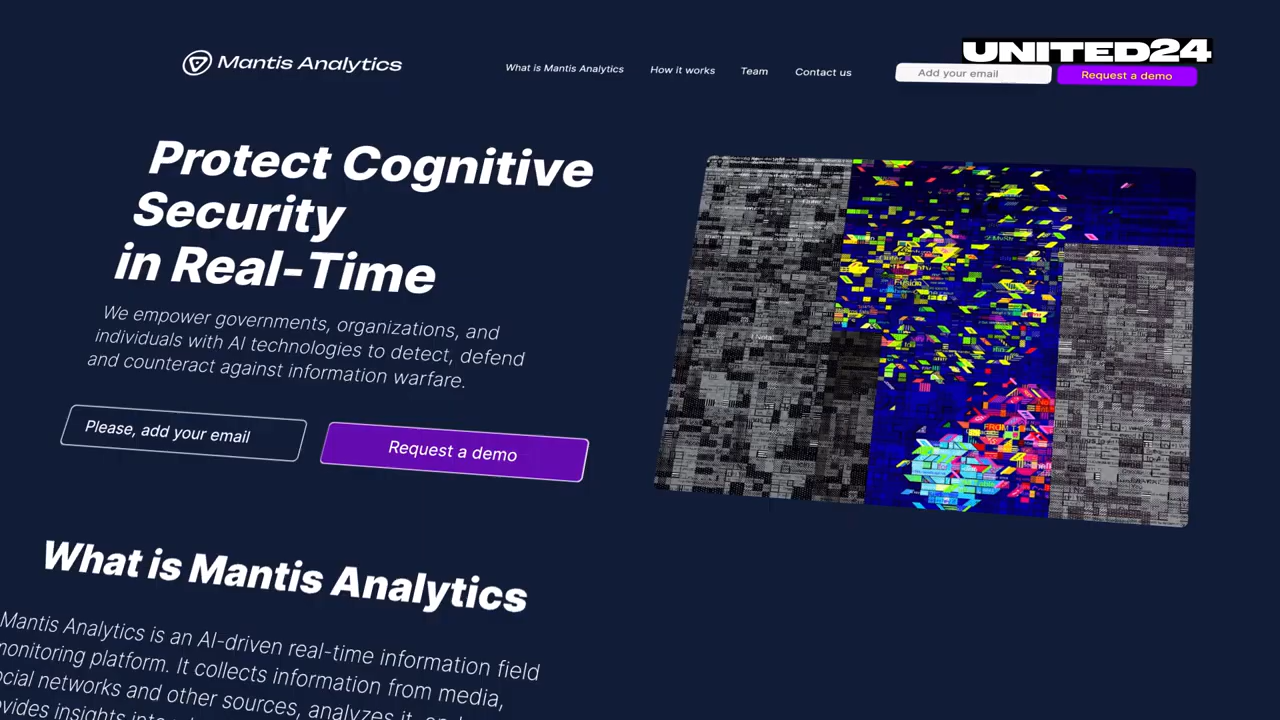 UNITED24
Mantis Analytics
What is Mantis Analytics
How it works
Team
Contact us
Add your email
Request a demo
Protect Cognitive
Security
in Real-Time
We empower governments, organizations, and
individuals with AI technologies to detect, defend
and counteract against information warfare.
Please, add your email
Request a demo
What is Mantis Analytics
Mantis Analytics is an AI-driven real-time information field
monitoring platform. It collects information from media,
networks and other sources, analyzes it,
insights